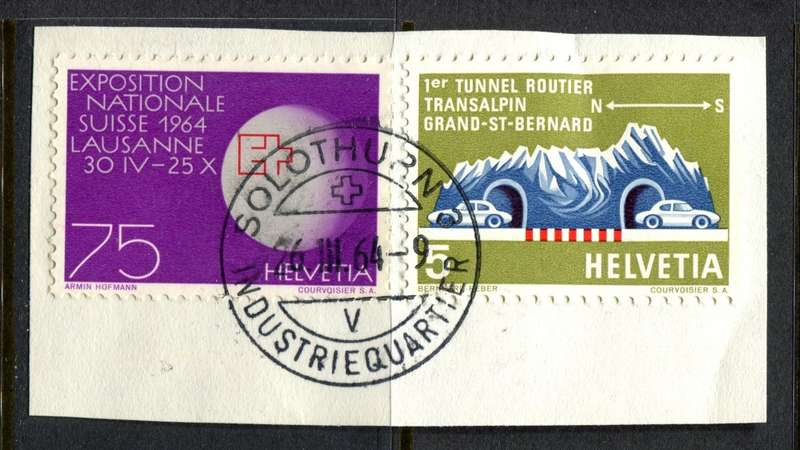 EXPOSITION
NATIONALE
SUISSE 1964
LAUSANNE
30 IV–25 X
75
HELVETIA
ARMIN HOFMANN
COURVOISIER S.A.
1er TUNNEL ROUTIER
TRANSALPIN
GRAND-ST-BERNARD
N S
5
HELVETIA
COURVOISIER S.A.
SOLOTHURN 3
26.III.64–9
INDUSTRIEQUARTIER
V